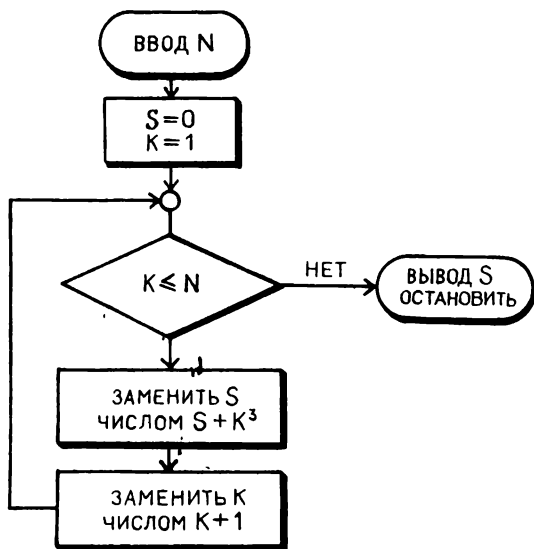 ВВОД N
S=0
K=1
K ≤ N
НЕТ
ВЫВОД S
ОСТАНОВИТЬ
ЗАМЕНИТЬ S
ЧИСЛОМ S+K³
ЗАМЕНИТЬ K
ЧИСЛОМ K+1